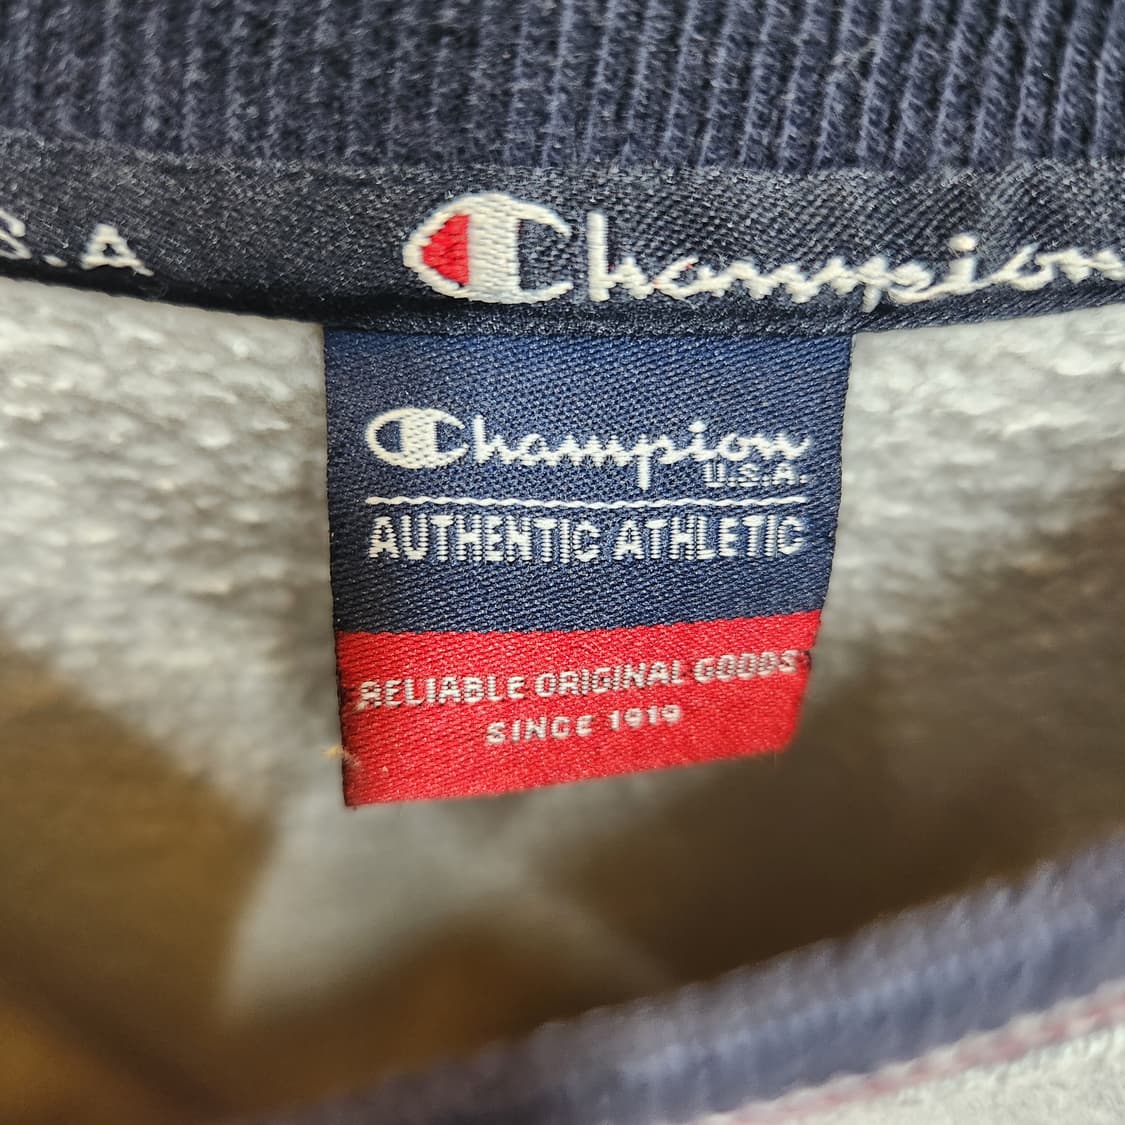 S.A Champion
Champion
U.S.A.
AUTHENTIC ATHLETIC
RELIABLE ORIGINAL GOODS
SINCE 1919